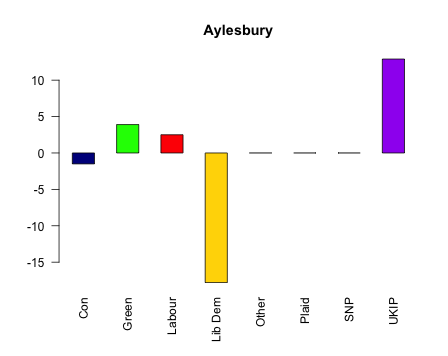 Aylesbury
10
5
0
-5
-10
-15
Con
Green
Labour
Lib Dem
Other
Plaid
SNP
UKIP